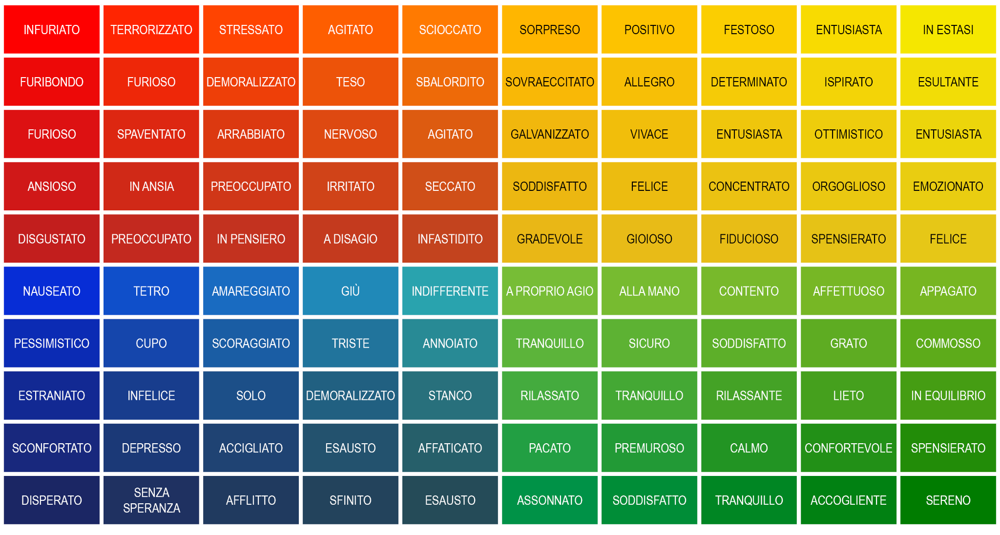 INFURIATO TERRORIZZATO STRESSATO AGITATO SCIOCCATO SORPRESO POSITIVO FESTOSO ENTUSIASTA IN ESTASI
FURIBONDO FURIOSO DEMORALIZZATO TESO SBALORDITO SOVRAECCITATO ALLEGRO DETERMINATO ISPIRATO ESULTANTE
FURIOSO SPAVENTATO ARRABBIATO NERVOSO AGITATO GALVANIZZATO VIVACE ENTUSIASTA OTTIMISTICO ENTUSIASTA
ANSIOSO IN ANSIA PREOCCUPATO IRRITATO SECCATO SODDISFATTO FELICE CONCENTRATO ORGOGLIOSO EMOZIONATO
DISGUSTATO PREOCCUPATO IN PENSIERO A DISAGIO INFASTIDITO GRADEVOLE GIOIOSO FIDUCIOSO SPENSIERATO FELICE
NAUSEATO TETRO AMAREGGIATO GIÙ INDIFFERENTE A PROPRIO AGIO ALLA MANO CONTENTO AFFETTUOSO APPAGATO
PESSIMISTICO CUPO SCORAGGIATO TRISTE ANNOIATO TRANQUILLO SICURO SODDISFATTO GRATO COMMOSSO
ESTRANIATO INFELICE SOLO DEMORALIZZATO STANCO RILASSATO TRANQUILLO RILASSANTE LIETO IN EQUILIBRIO
SCONFORTATO DEPRESSO ACCIGLIATO ESAUSTO AFFATICATO PACATO PREMUROSO CALMO CONFORTEVOLE SPENSIERATO
DISPERATO SENZA SPERANZA AFFLITTO SFINITO ESAUSTO ASSONNATO SODDISFATTO TRANQUILLO ACCOGLIENTE SERENO